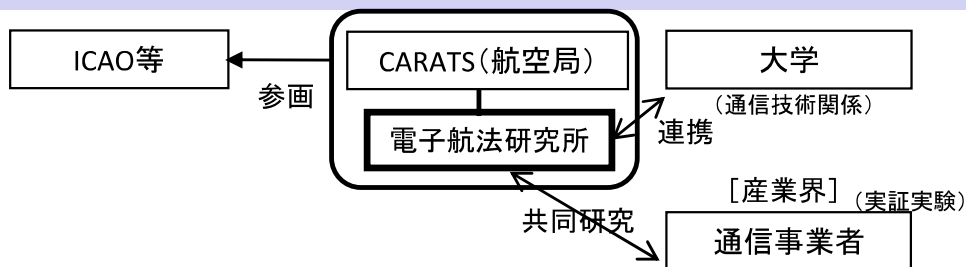 ICAO等
参画
CARATS(航空局)
電子航法研究所
大学
(通信技術関係)
連携
共同研究
[産業界]
(実証実験)
通信事業者